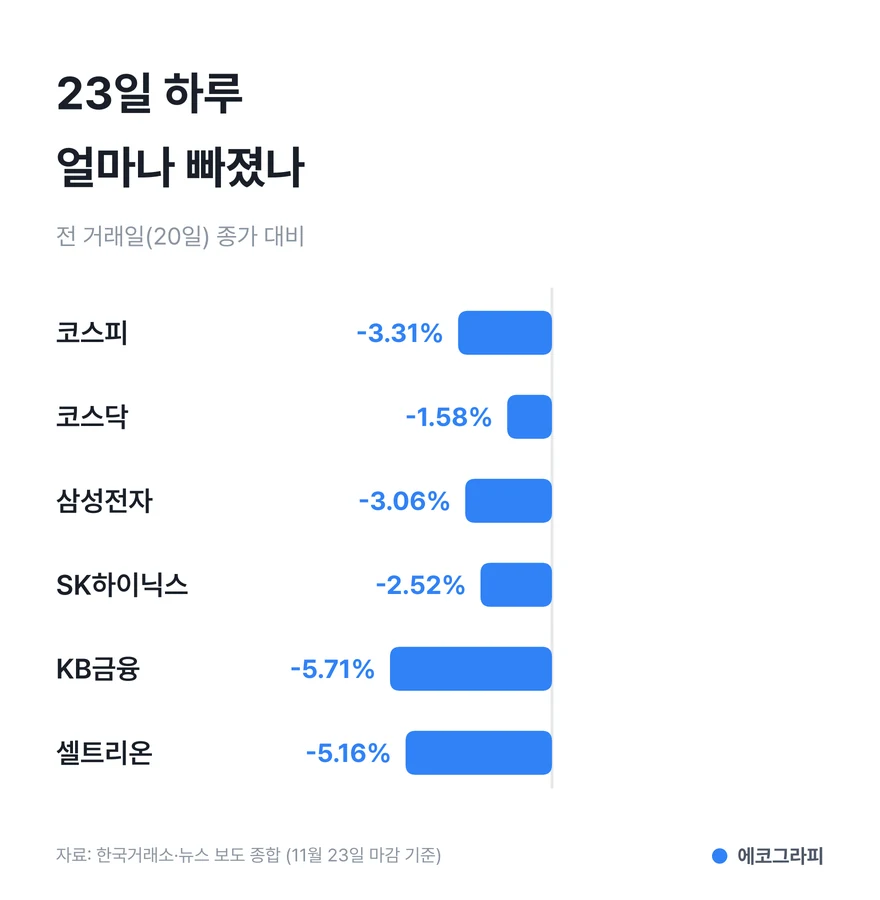 23일 하루
얼마나 빠졌나
전 거래일(20일) 종가 대비
코스피 -3.31%
코스닥 -1.58%
삼성전자 -3.06%
SK하이닉스 -2.52%
KB금융 -5.71%
셀트리온 -5.16%
자료: 한국거래소·뉴스 보도 종합 (11월 23일 마감 기준)
에코그라피